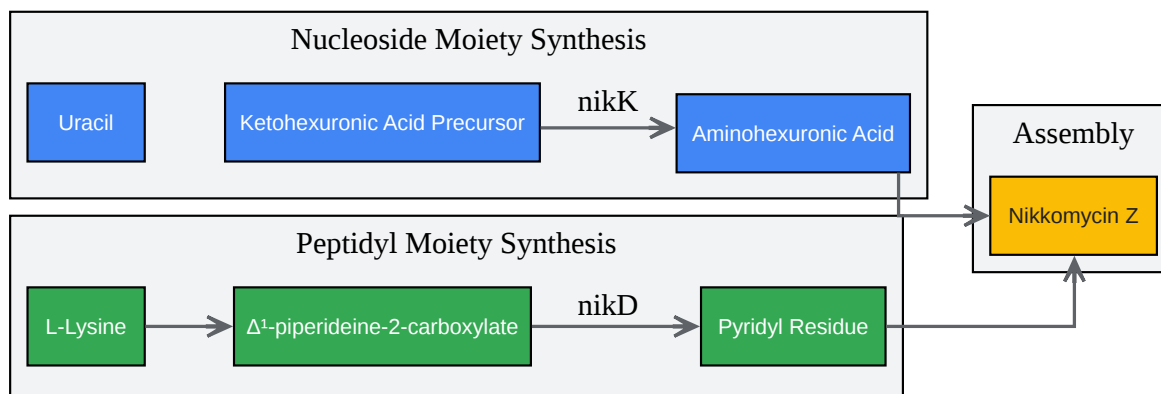 Nucleoside Moiety Synthesis
Uracil
Ketohexuronic Acid Precursor
nikK
Aminohexuronic Acid
Assembly
Nikkomycin Z
Peptidyl Moiety Synthesis
L-Lysine
Δ¹-piperideine-2-carboxylate
nikD
Pyridyl Residue